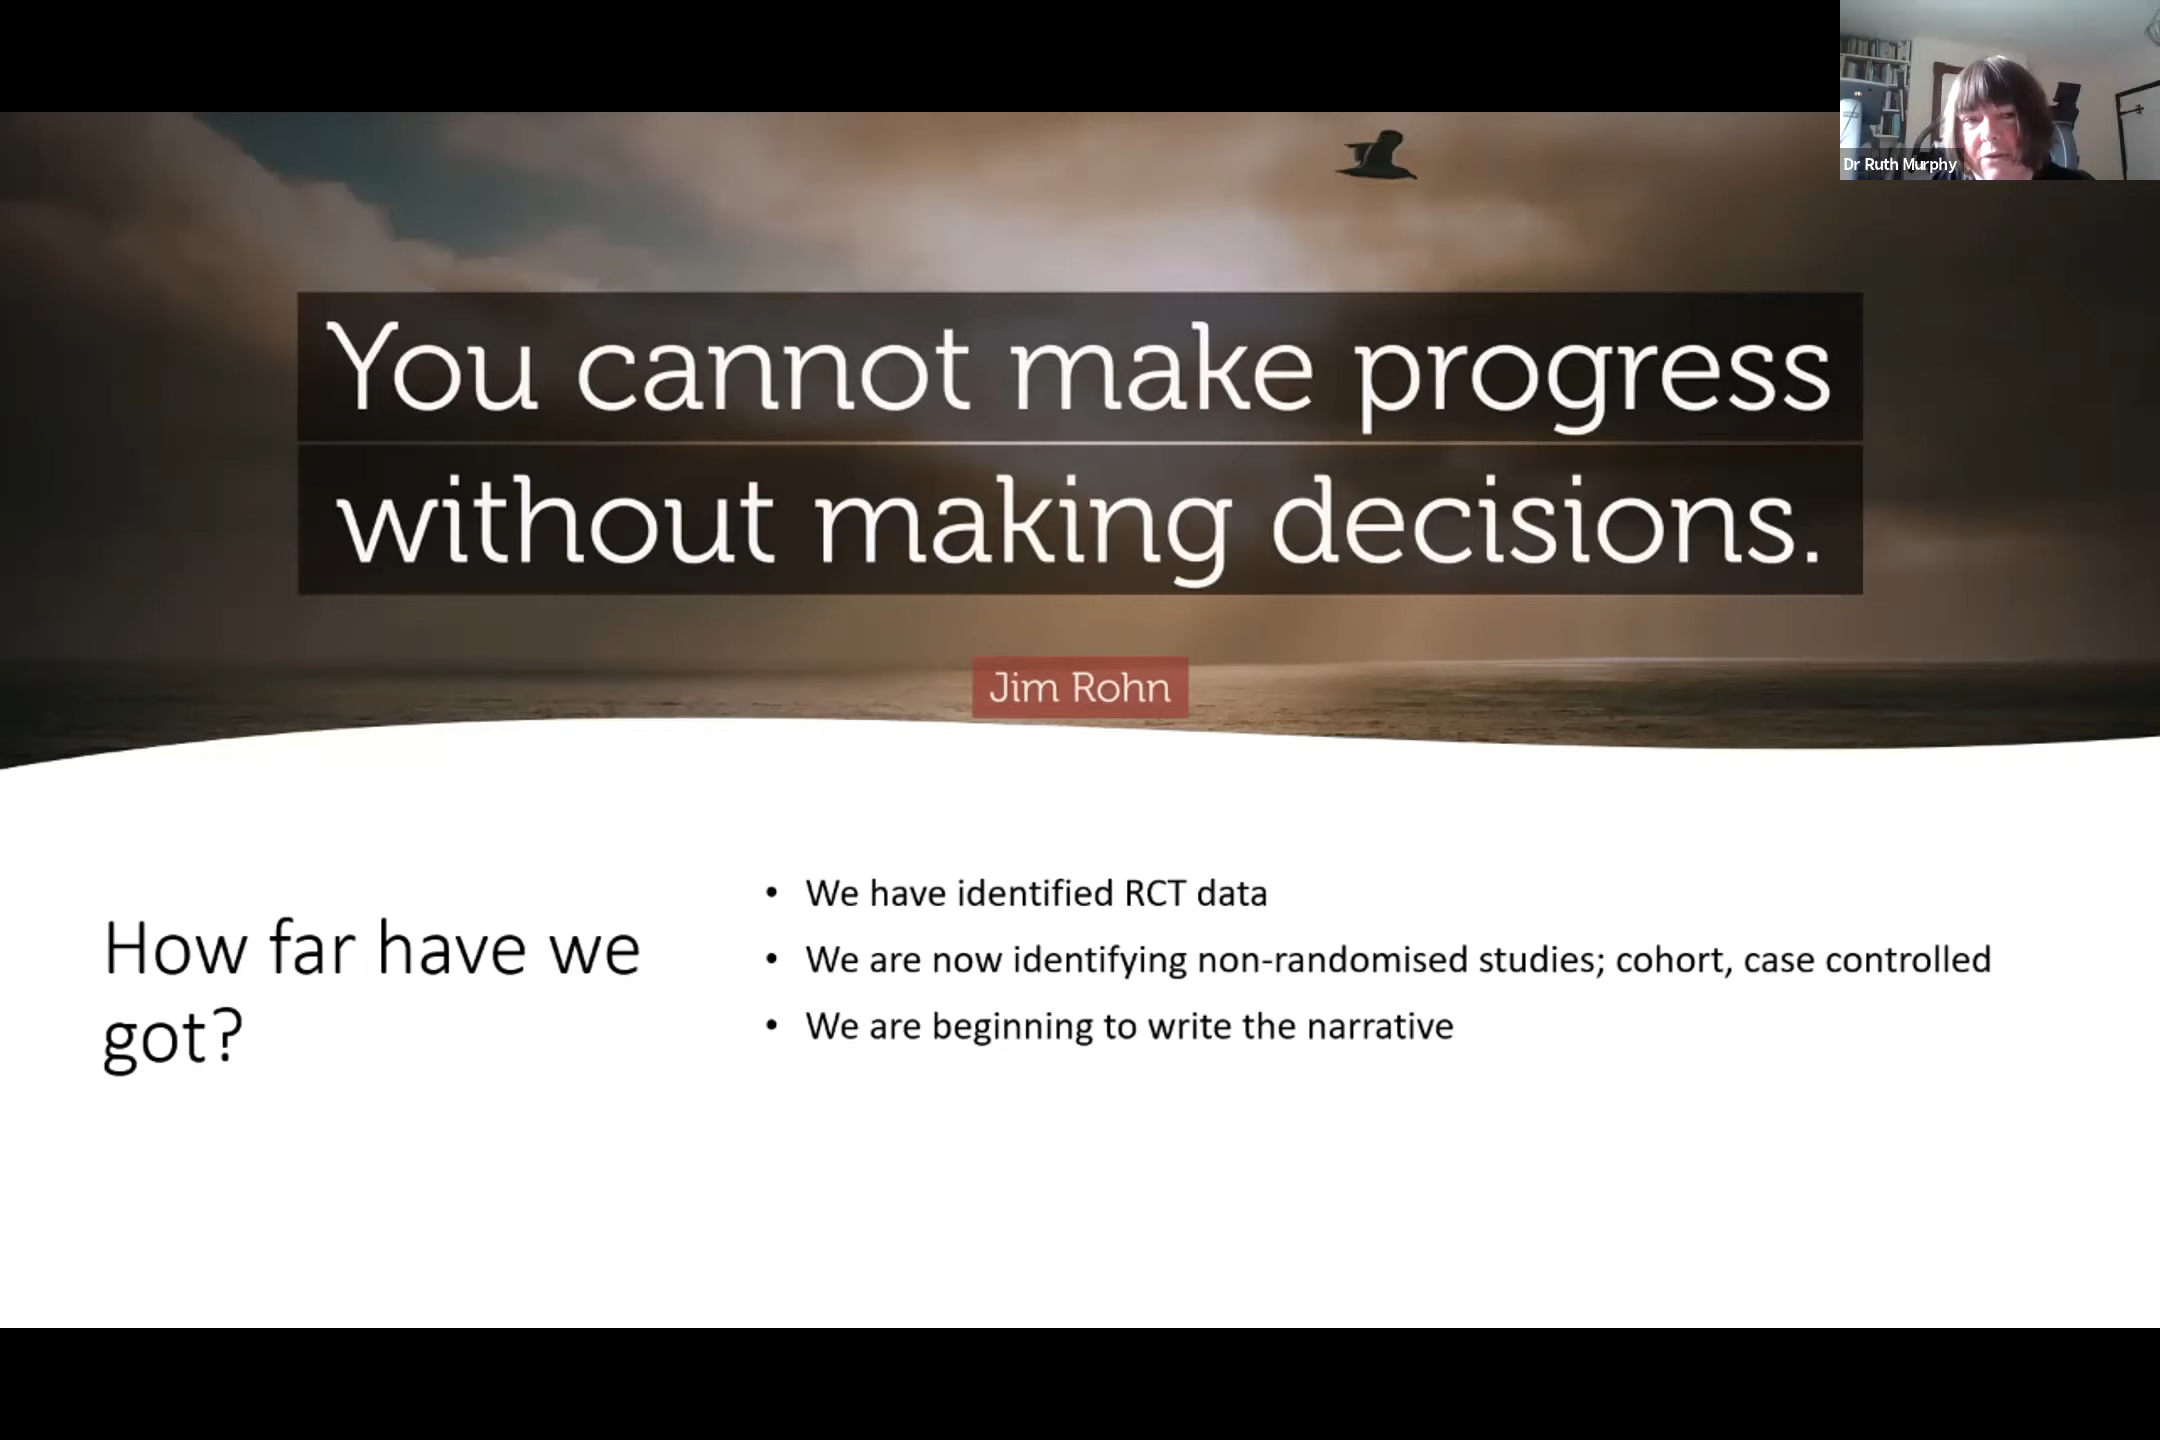 Dr Ruth Murphy
You cannot make progress
without making decisions.
Jim Rohn
How far have we
got?
• We have identified RCT data
• We are now identifying non-randomised studies; cohort, case controlled
• We are beginning to write the narrative